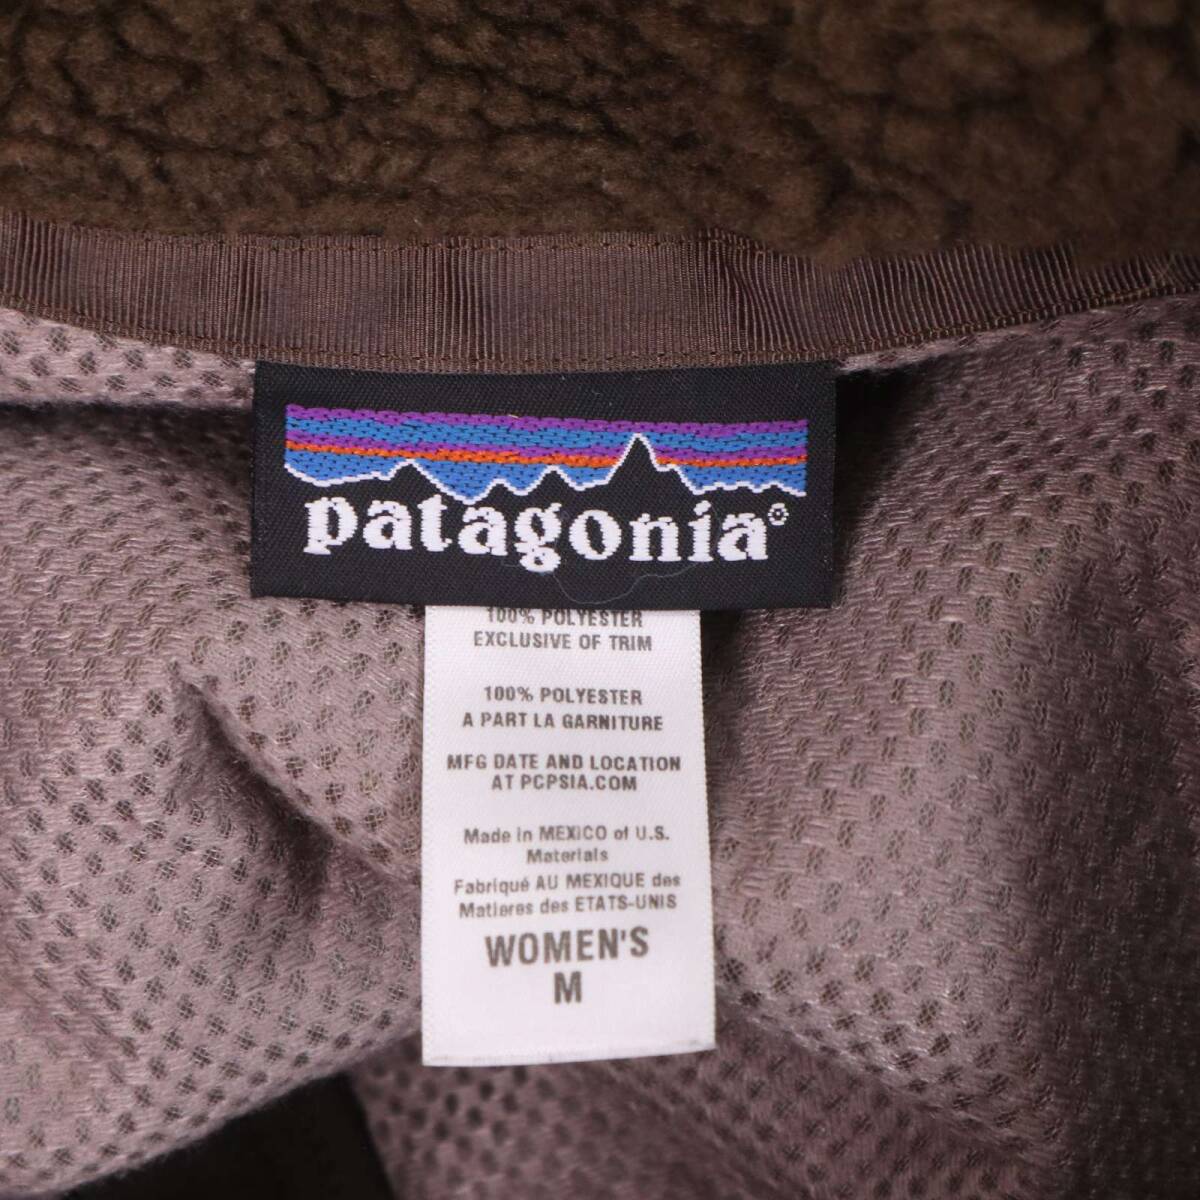 patagonia®
100% POLYESTER
EXCLUSIVE OF TRIM
100% POLYESTER
A PART LA GARNITURE
MFG DATE AND LOCATION
AT PCPSIA.COM
Made in MEXICO of U.S.
Materials
Fabriqué AU MEXIQUE des
Matieres des ETATS-UNIS
WOMEN'S
M